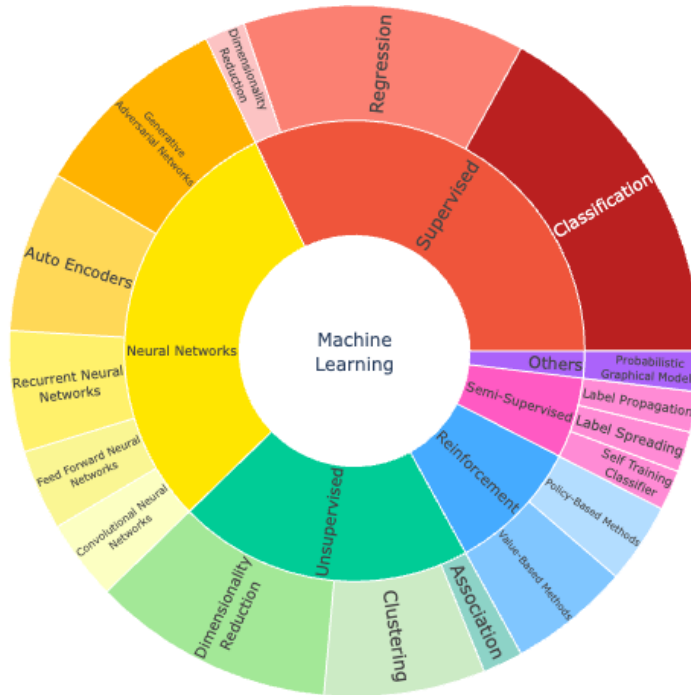 Machine
Learning
Supervised
Classification
Regression
Dimensionality
Reduction
Neural Networks
Generative
Adversarial Networks
Auto Encoders
Recurrent Neural
Networks
Feed Forward Neural
Networks
Convolutional Neural
Networks
Unsupervised
Dimensionality
Reduction
Clustering
Association
Reinforcement
Value-Based Methods
Policy-Based Methods
Semi-Supervised
Self Training
Classifier
Label Spreading
Label Propagation
Others
Probabilistic
Graphical Model